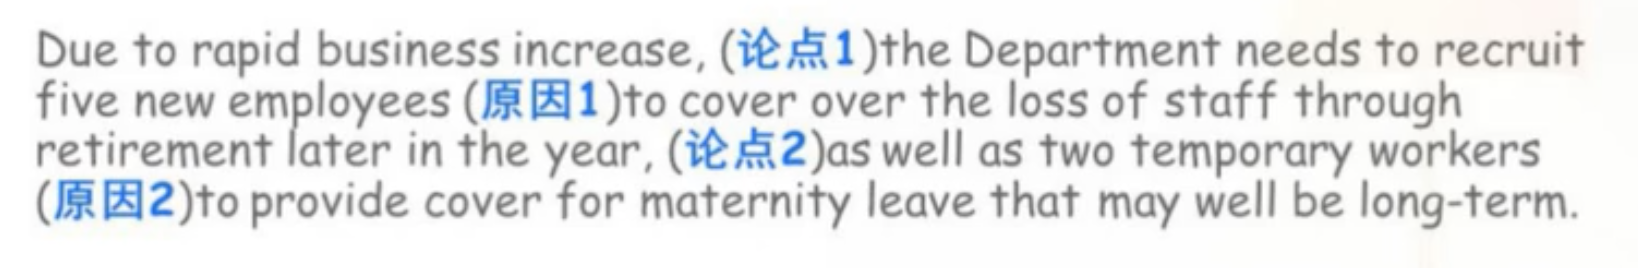 Due to rapid business increase, (论点1)the Department needs to recruit
five new employees (原因1)to cover over the loss of staff through
retirement later in the year, (论点2)as well as two temporary workers
(原因2)to provide cover for maternity leave that may well be long-term.